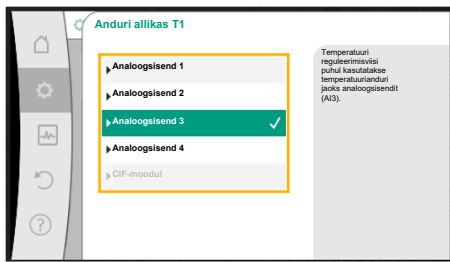 Anduri allikas T1
Analoogsisend 1
Analoogsisend 2
Analoogsisend 3
Analoogsisend 4
CIF-moodul
Temperatuuri
reguleerimisviisi
puhul kasutatakse
temperatuurianduri
jaoks analoogsisendit
(AI3).